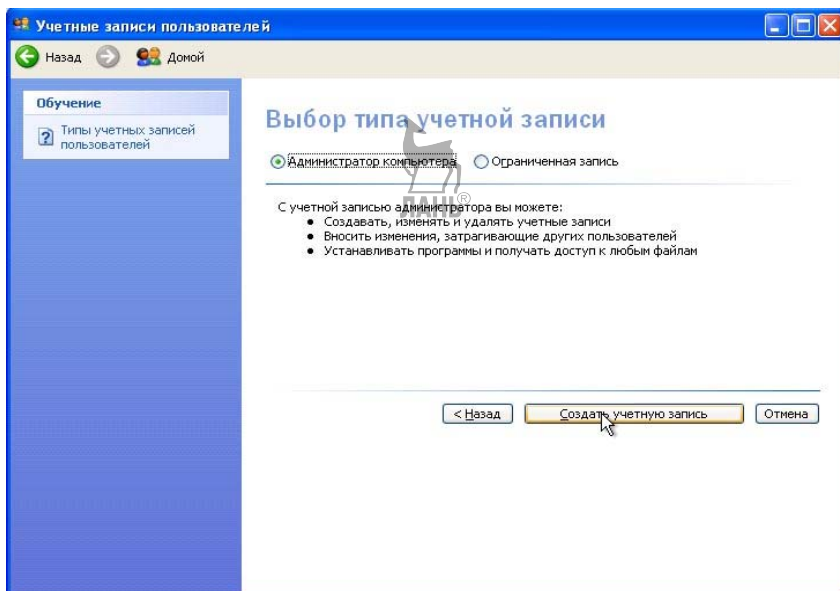 Учетные записи пользователей
Назад Домой
Обучение
Типы учетных записей
пользователей
Выбор типа учетной записи
Администратор компьютера Ограниченная запись
С учетной записью администратора вы можете:
• Создавать, изменять и удалять учетные записи
• Вносить изменения, затрагивающие других пользователей
• Устанавливать программы и получать доступ к любым файлам
ЛАНЬ®
< Назад Создать учетную запись Отмена